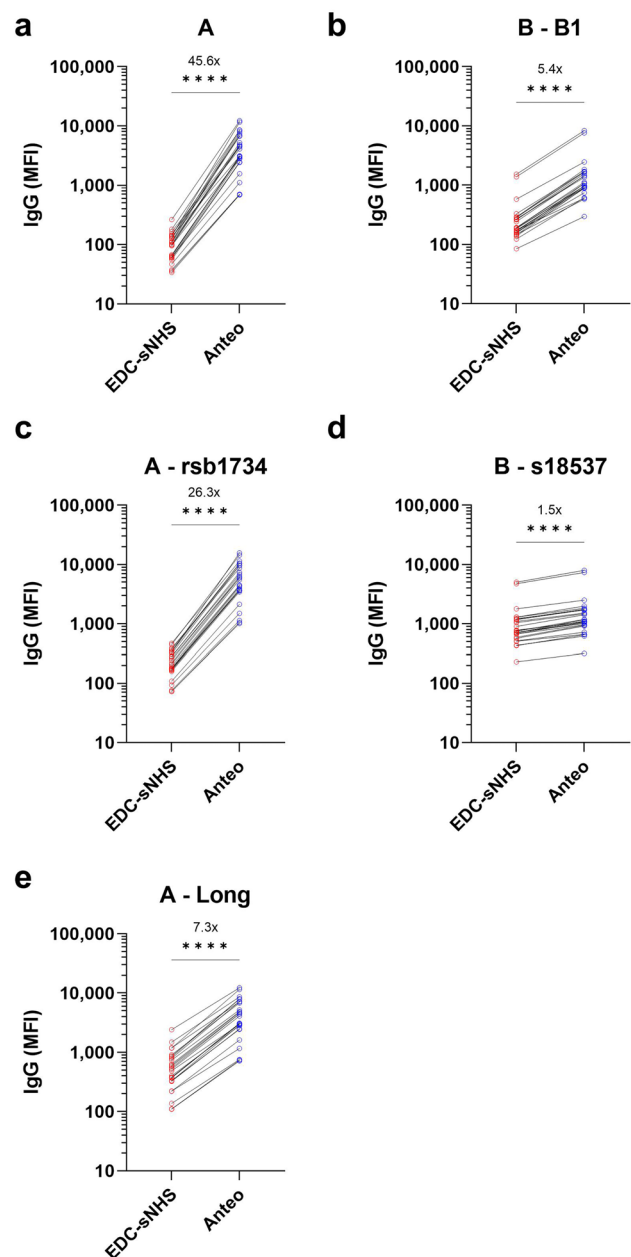 a
A
45.6x
****
100,000
10,000
1,000
100
10
IgG (MFI)
EDC-sNHS
Anteo
b
B - B1
5.4x
****
100,000
10,000
1,000
100
10
IgG (MFI)
EDC-sNHS
Anteo
c
A - rsb1734
26.3x
****
100,000
10,000
1,000
100
10
IgG (MFI)
EDC-sNHS
Anteo
d
B - s18537
1.5x
****
100,000
10,000
1,000
100
10
IgG (MFI)
EDC-sNHS
Anteo
e
A - Long
7.3x
****
100,000
10,000
1,000
100
10
IgG (MFI)
EDC-sNHS
Anteo